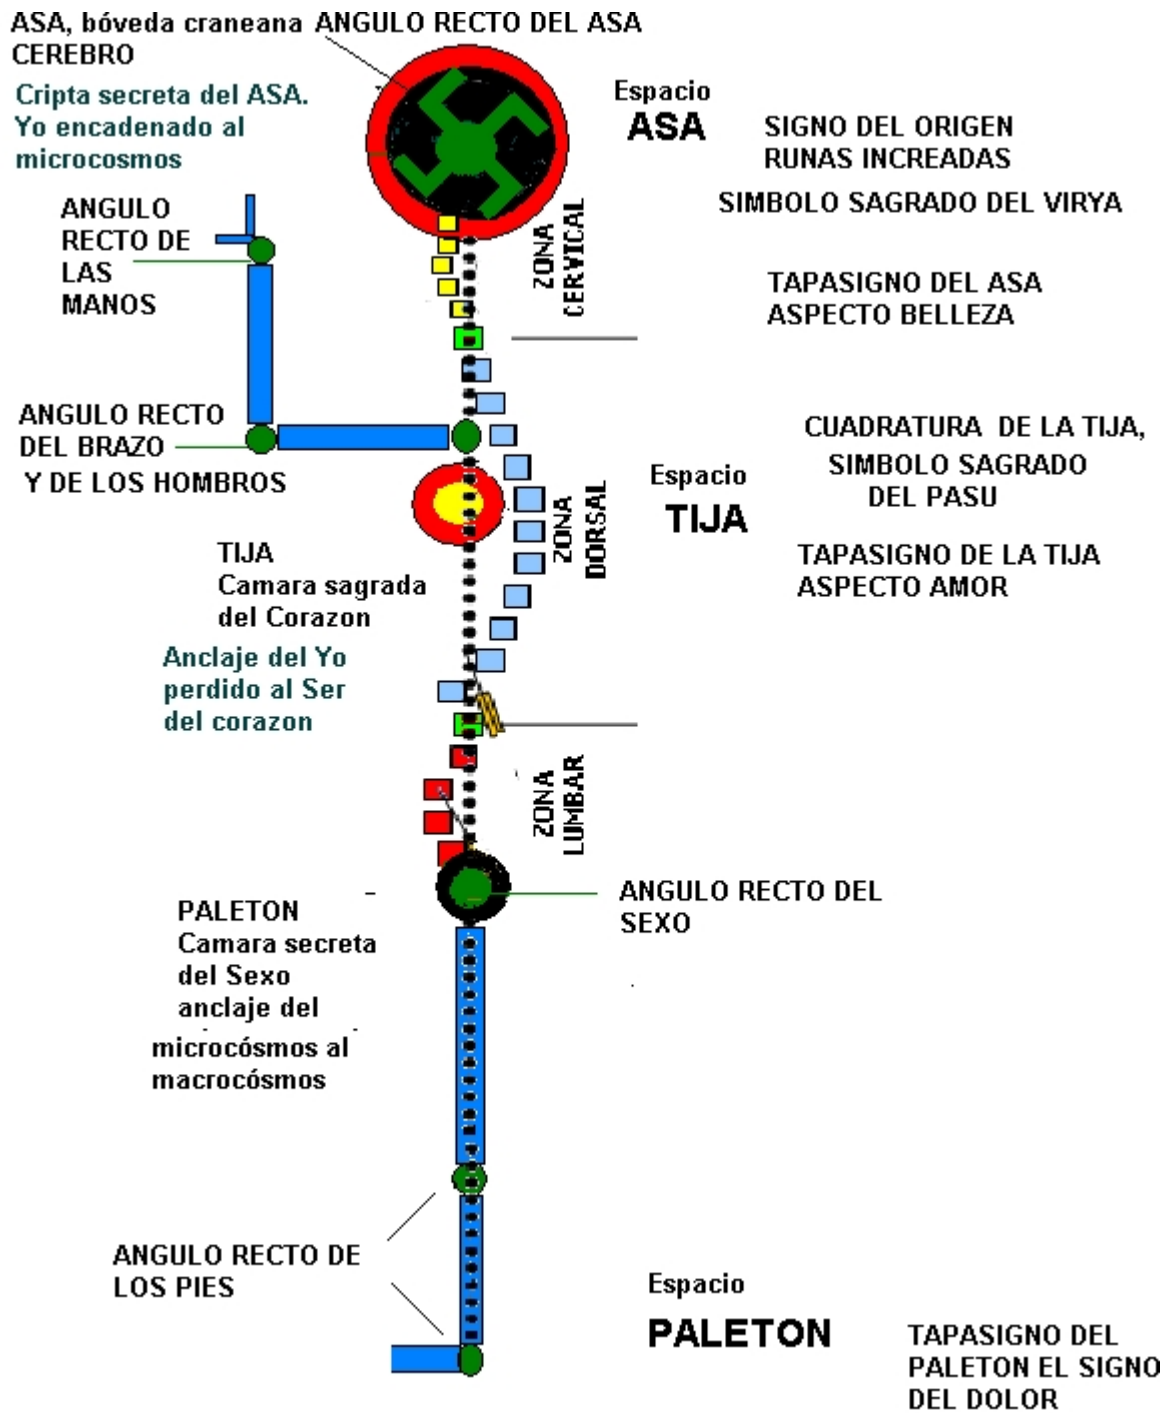 ASA, bóveda craneana ANGULO RECTO DEL ASA
CEREBRO
Cripta secreta del ASA.
Yo encadenado al
microcosmos
Espacio
ASA
SIGNO DEL ORIGEN
RUNAS INCREADAS
SIMBOLO SAGRADO DEL VIRYA
ANGULO
RECTO DE
LAS
MANOS
ZONA
CERVICAL
TAPASIGNO DEL ASA
ASPECTO BELLEZA
ANGULO RECTO
DEL BRAZO
Y DE LOS HOMBROS
CUADRATURA DE LA TIJA,
SIMBOLO SAGRADO
DEL PASU
Espacio
TIJA
ZONA
DORSAL
TAPASIGNO DE LA TIJA
ASPECTO AMOR
TIJA
Camara sagrada
del Corazon
Anclaje del Yo
perdido al Ser
del corazon
ZONA
LUMBAR
ANGULO RECTO DEL
SEXO
PALETON
Camara secreta
del Sexo
anclaje del
microcósmos al
macrocósmos
ANGULO RECTO DE
LOS PIES
Espacio
PALETON
TAPASIGNO DEL
PALETON EL SIGNO
DEL DOLOR